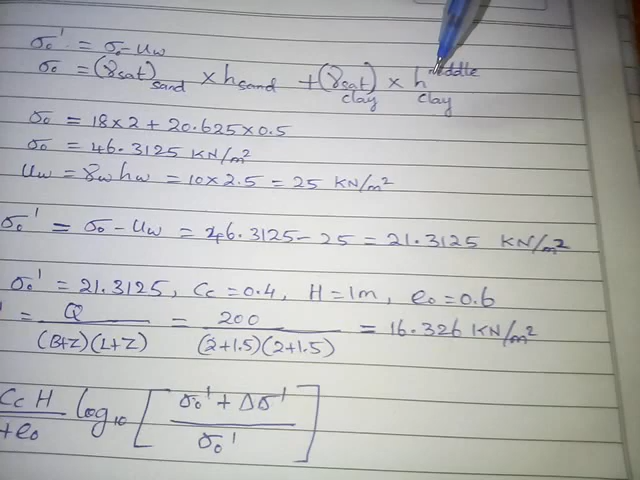 σ₀' = σ₀ - uw
σ₀ = (γsat)sand × hsand + (γsat)clay × h middle clay
σ₀ = 18×2 + 20.625×0.5
σ₀ = 46.3125 KN/m²
uw = γw hw = 10×2.5 = 25 KN/m²
σ₀' = σ₀ - uw = 46.3125 - 25 = 21.3125 KN/m²
σ₀' = 21.3125, Cc = 0.4, H = 1m, e₀ = 0.6
' = Q/(B+Z)(L+Z) = 200/(2+1.5)(2+1.5) = 16.326 KN/m²
Cc H/+e₀ log₁₀ [σ₀' + Δσ'/σ₀']